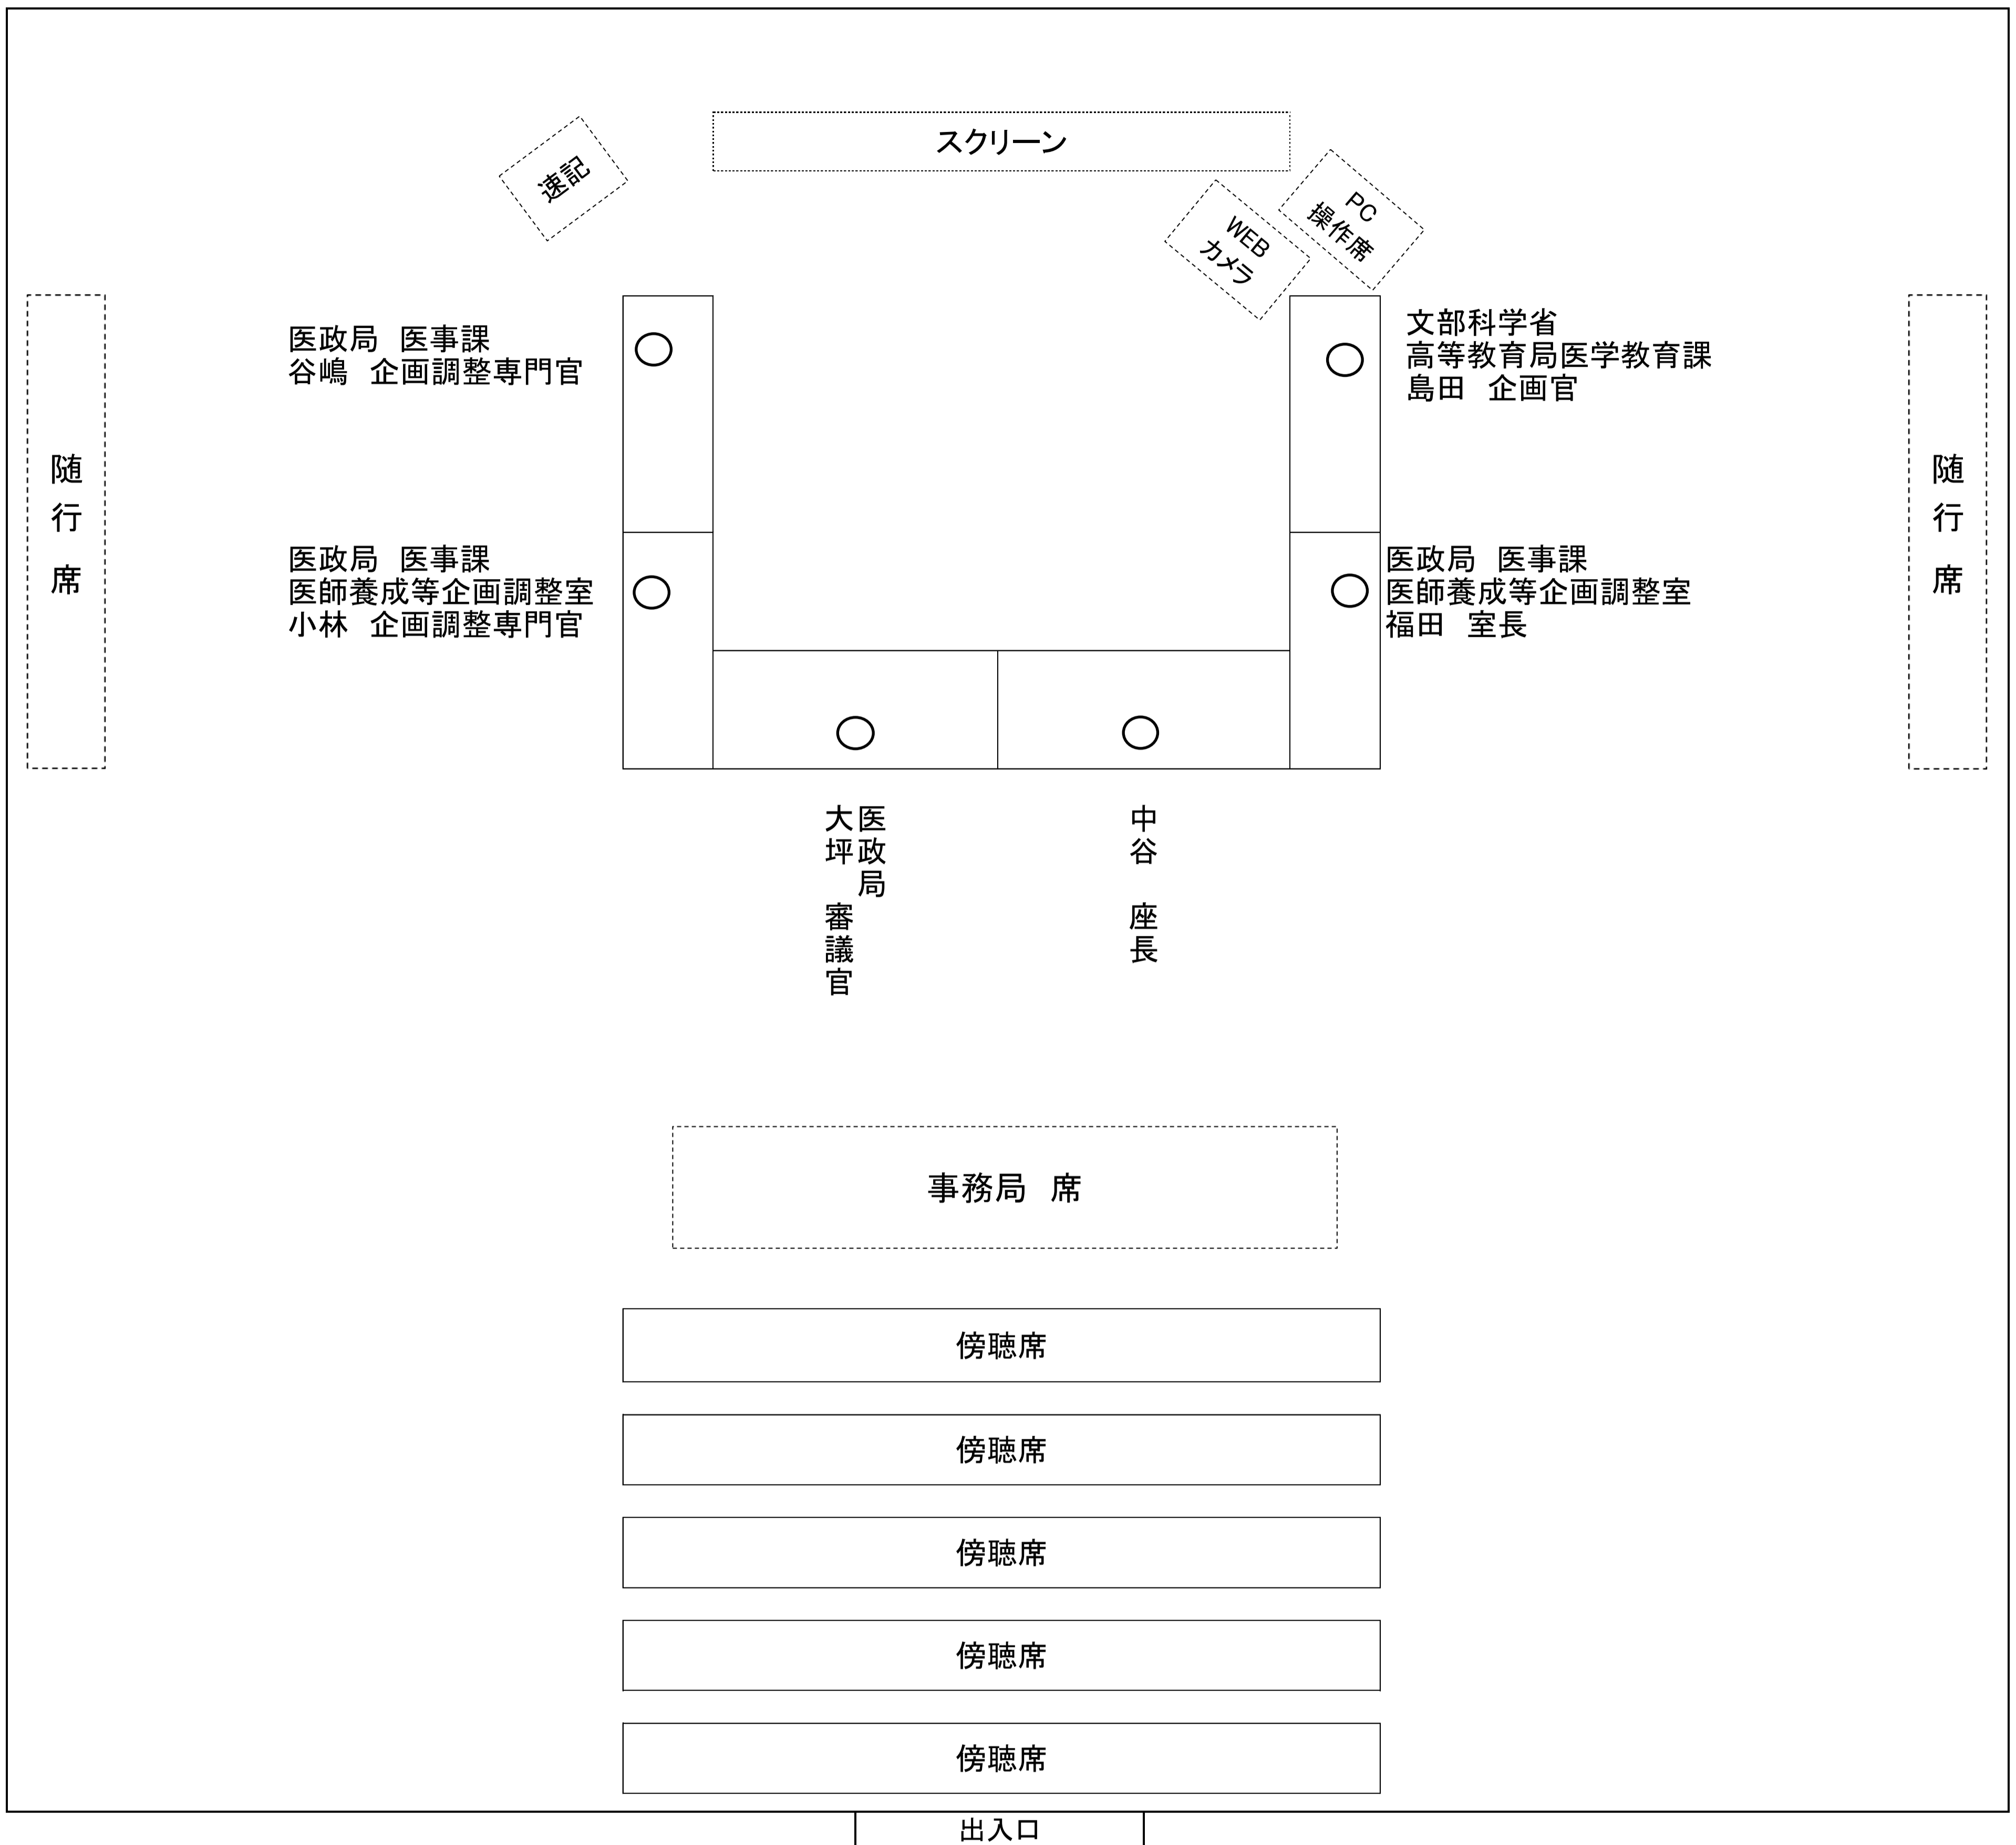 スクリーン
速記
PC
操作席
WEB
カメラ
医政局　医事課
谷嶋　企画調整専門官
文部科学省
高等教育局医学教育課
島田　企画官
随行席
随行席
医政局　医事課
医師養成等企画調整室
小林　企画調整専門官
医政局　医事課
医師養成等企画調整室
福田　室長
医政局
大坪　審議官
中谷　座長
事務局　席
傍聴席
傍聴席
傍聴席
傍聴席
傍聴席
出入口